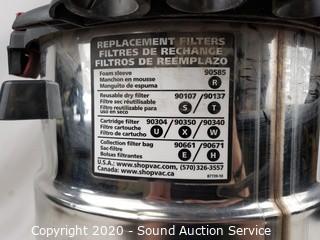 REPLACEMENT FILTERS
FILTRES DE RECHANGE
FILTROS DE REEMPLAZO
Foam sleeve 90585
Manchon en mousse
Manguito de espuma R
Reusable dry filter 90107 / 90137
Filtre sec réutilisable
Filtro reutilizable para
uso en seco S T
Cartridge filter 90304 / 90350 / 90340
Filtre cartouche
Filtro de cartucho U X W
Collection filter bag 90661 / 90671
Sac-filtre
Bolsas filtrantes E H
U.S.A.: www.shopvac.com, (570)326-3557
Canada: www.shopvac.ca
Copyright 2020 - Sound Auction Service